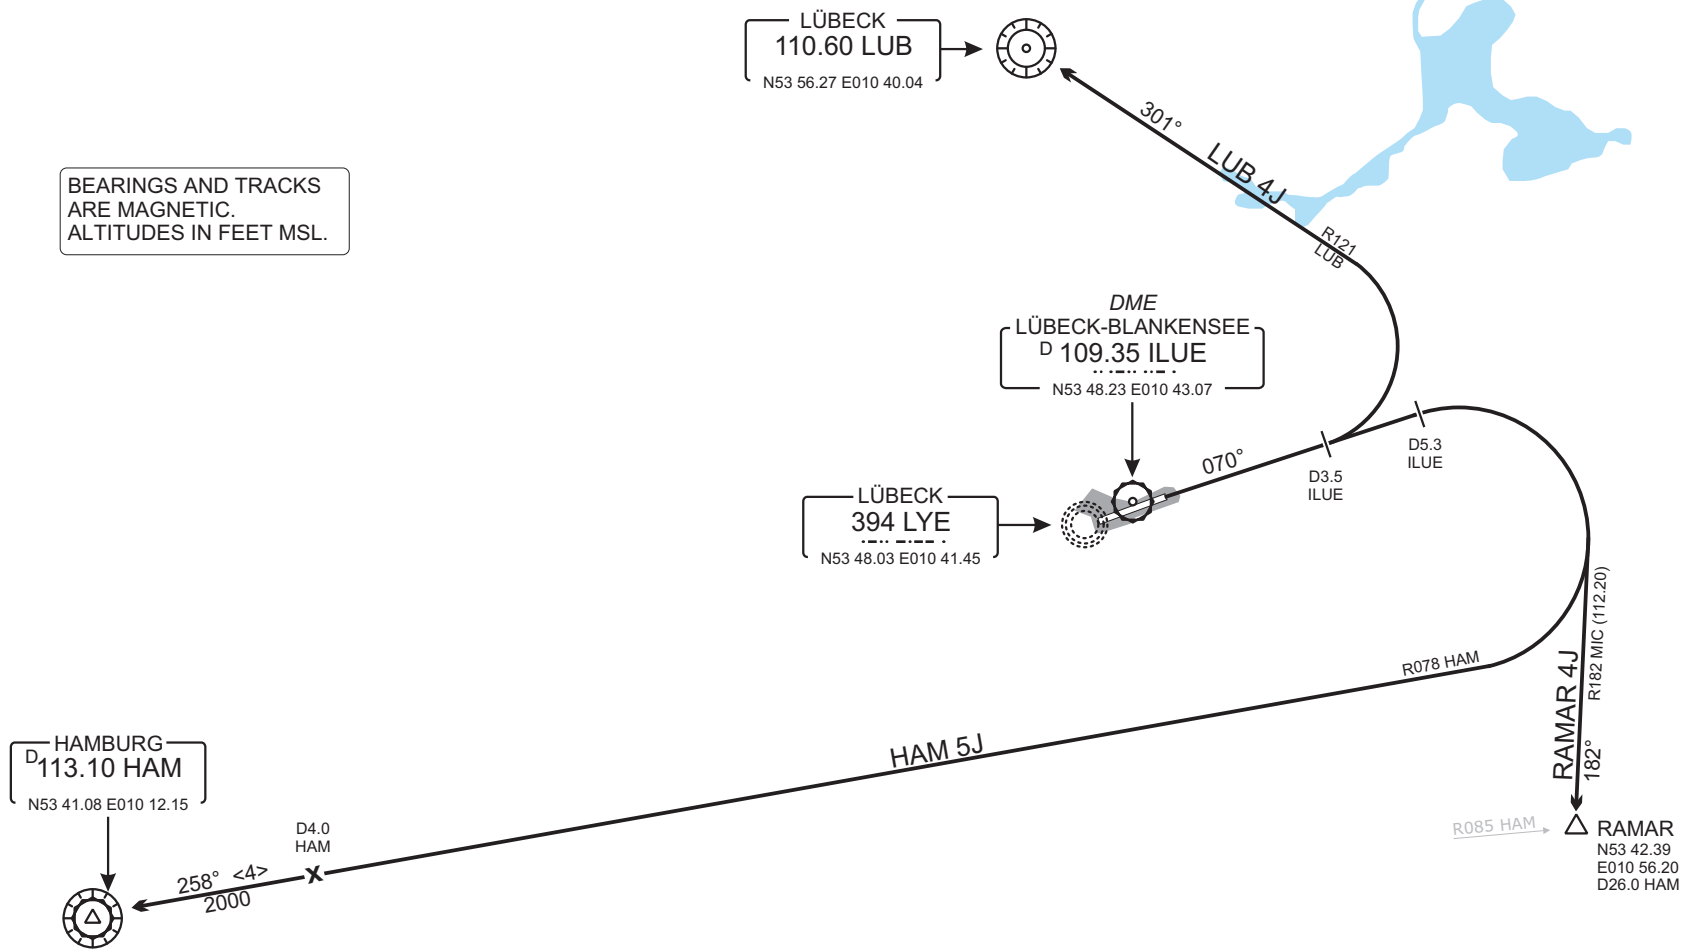 LÜBECK
110.60 LUB
N53 56.27 E010 40.04
301°
LUB 4J
R121
LUB
BEARINGS AND TRACKS
ARE MAGNETIC.
ALTITUDES IN FEET MSL.
DME
LÜBECK-BLANKENSEE
D 109.35 ILUE
N53 48.23 E010 43.07
070°
D3.5
ILUE
D5.3
ILUE
LÜBECK
394 LYE
N53 48.03 E010 41.45
R182 MIC (112.20)
RAMAR 4J
182°
R078 HAM
HAM 5J
HAMBURG
D 113.10 HAM
N53 41.08 E010 12.15
D4.0
HAM
258° <4>
2000
X
R085 HAM
RAMAR
N53 42.39
E010 56.20
D26.0 HAM